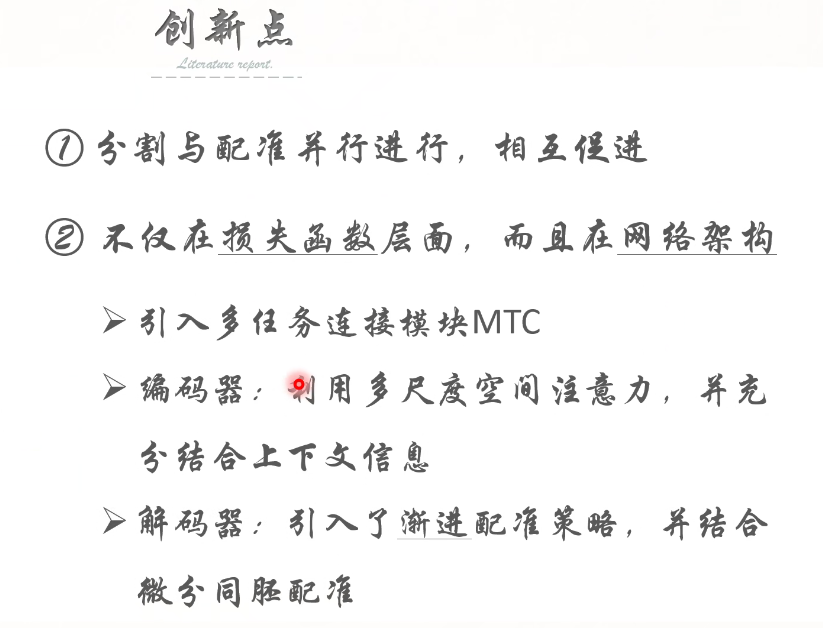 创新点
Literature report.
① 分割与配准并行进行，相互促进
② 不仅在损失函数层面，而且在网络架构
➢ 引入多任务连接模块MTC
➢ 编码器：利用多尺度空间注意力，并充
分结合上下文信息
➢ 解码器：引入了渐进配准策略，并结合
微分同胚配准